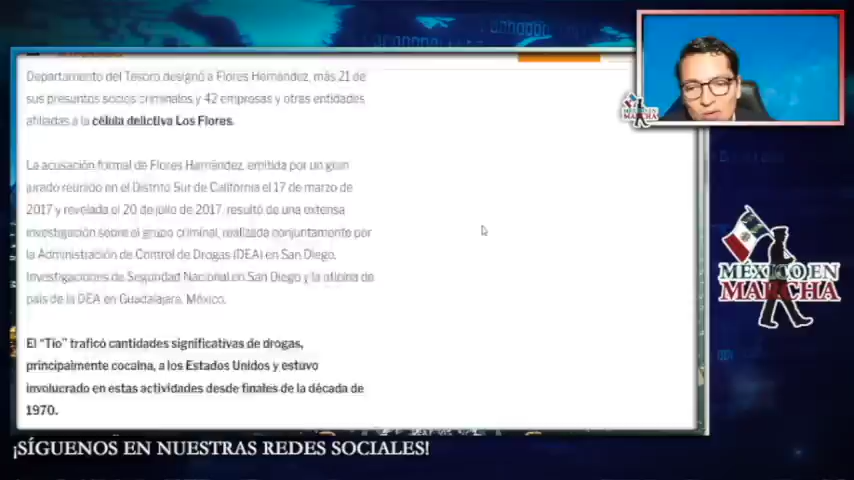 Departamento del Tesoro designó a Flores Hernández, más 21 de
sus presuntos socios criminales y 42 empresas y otras entidades
afiliadas a la célula delictiva Los Flores.
La acusación formal de Flores Hernández, emitida por un gran
jurado reunido en el Distrito Sur de California el 17 de marzo de
2017 y revelada el 20 de julio de 2017, resultó de una extensa
investigación sobre el grupo criminal, realizada conjuntamente por
la Administración de Control de Drogas (DEA) en San Diego,
Investigaciones de Seguridad Nacional en San Diego y la oficina de
país de la DEA en Guadalajara, México.
El “Tío” traficó cantidades significativas de drogas,
principalmente cocaína, a los Estados Unidos y estuvo
involucrado en estas actividades desde finales de la década de
1970.
MÉXICO EN
MARCHA
¡SÍGUENOS EN NUESTRAS REDES SOCIALES!